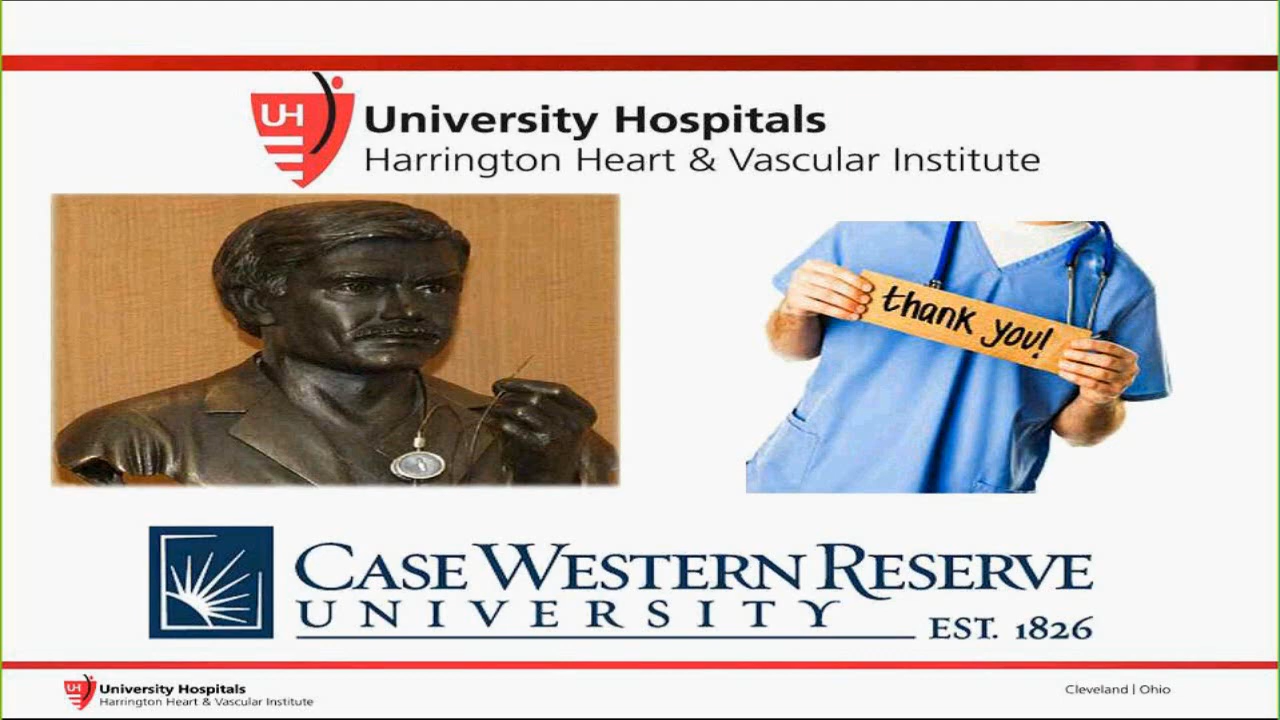 UH
University Hospitals
Harrington Heart & Vascular Institute
thank you!
CASE WESTERN RESERVE
UNIVERSITY
EST. 1826
UH
University Hospitals
Harrington Heart & Vascular Institute
Cleveland | Ohio